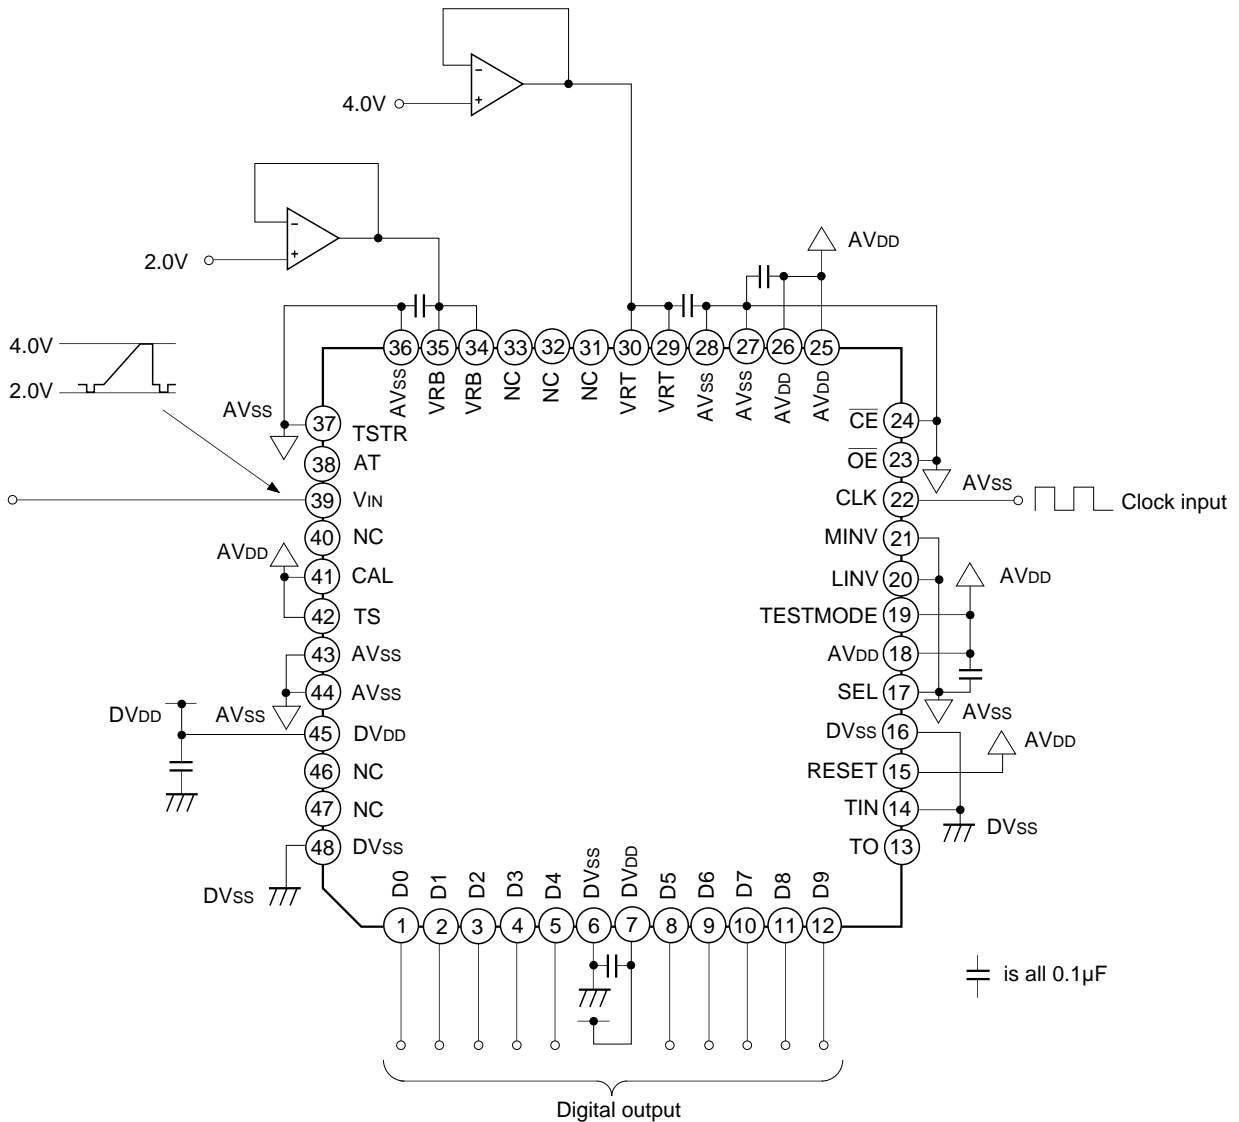 4.0V
−
+
2.0V
−
+
AVDD
4.0V
2.0V
36 35 34 33 32 31 30 29 28 27 26 25
AVSS VRB VRB NC NC NC VRT VRT AVSS AVSS AVDD AVDD
AVSS
37 TSTR
38 AT
39 VIN
40 NC
AVDD
41 CAL
42 TS
43 AVSS
44 AVSS
AVSS
DVDD
45 DVDD
46 NC
47 NC
48 DVSS
DVSS
CE 24
OE 23
AVSS
CLK 22
Clock input
MINV 21
LINV 20
AVDD
TESTMODE 19
AVDD 18
SEL 17
AVSS
DVSS 16
AVDD
RESET 15
TIN 14
DVSS
TO 13
D0 D1 D2 D3 D4 DVSS DVDD D5 D6 D7 D8 D9
1 2 3 4 5 6 7 8 9 10 11 12
is all 0.1µF
Digital output